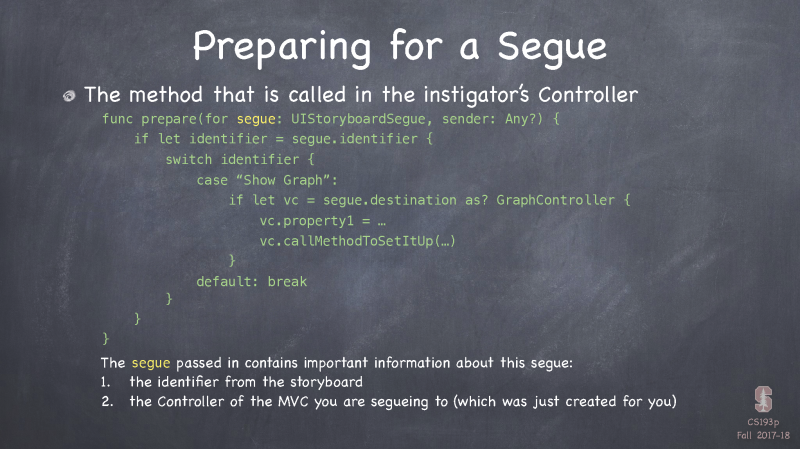 Preparing for a Segue
The method that is called in the instigator's Controller
func prepare(for segue: UIStoryboardSegue, sender: Any?) {
if let identifier = segue.identifier {
switch identifier {
case “Show Graph”:
if let vc = segue.destination as? GraphController {
vc.property1 = …
vc.callMethodToSetItUp(…)
}
default: break
}
}
}
The segue passed in contains important information about this segue:
1. the identifier from the storyboard
2. the Controller of the MVC you are segueing to (which was just created for you)
CS193p
Fall 2017-18